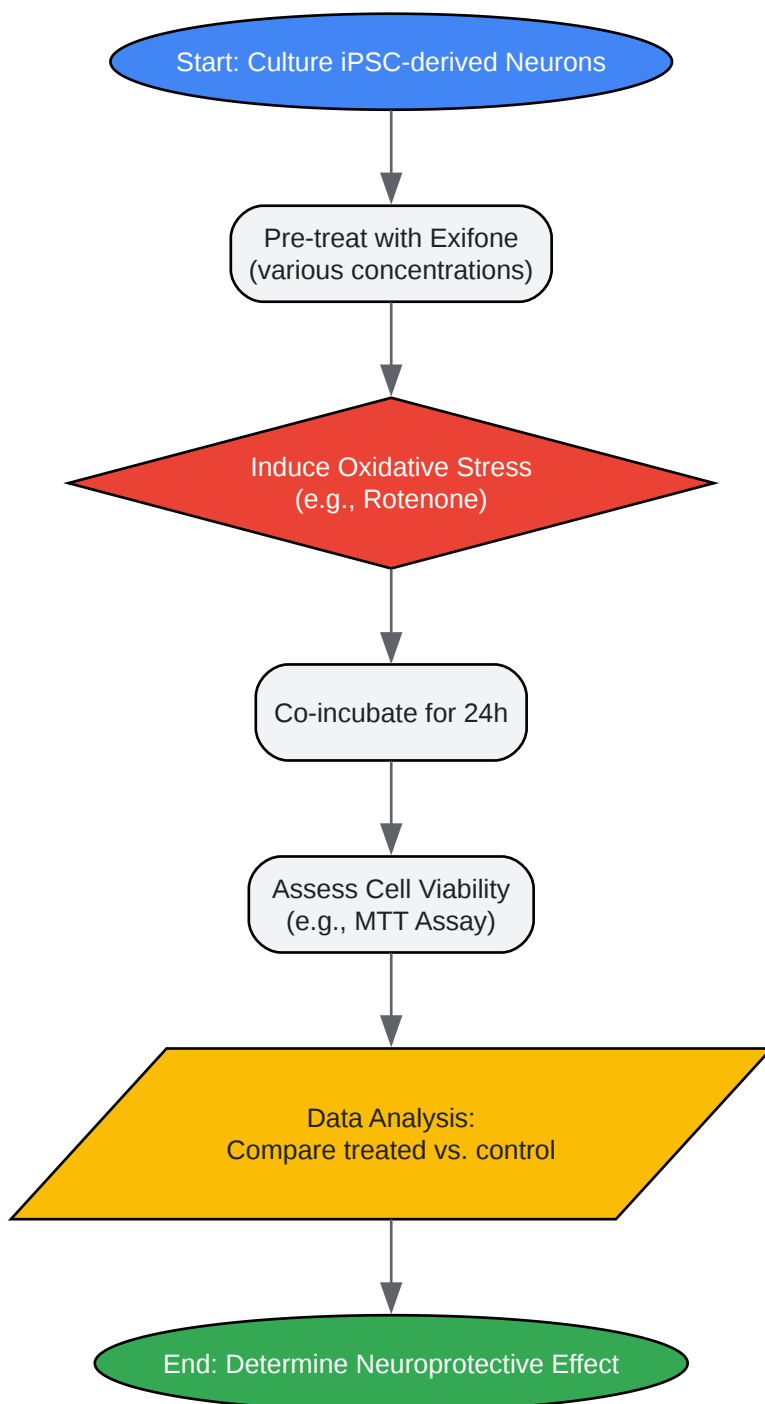 Start: Culture iPSC-derived Neurons
Pre-treat with Exifone
(various concentrations)
Induce Oxidative Stress
(e.g., Rotenone)
Co-incubate for 24h
Assess Cell Viability
(e.g., MTT Assay)
Data Analysis:
Compare treated vs. control
End: Determine Neuroprotective Effect